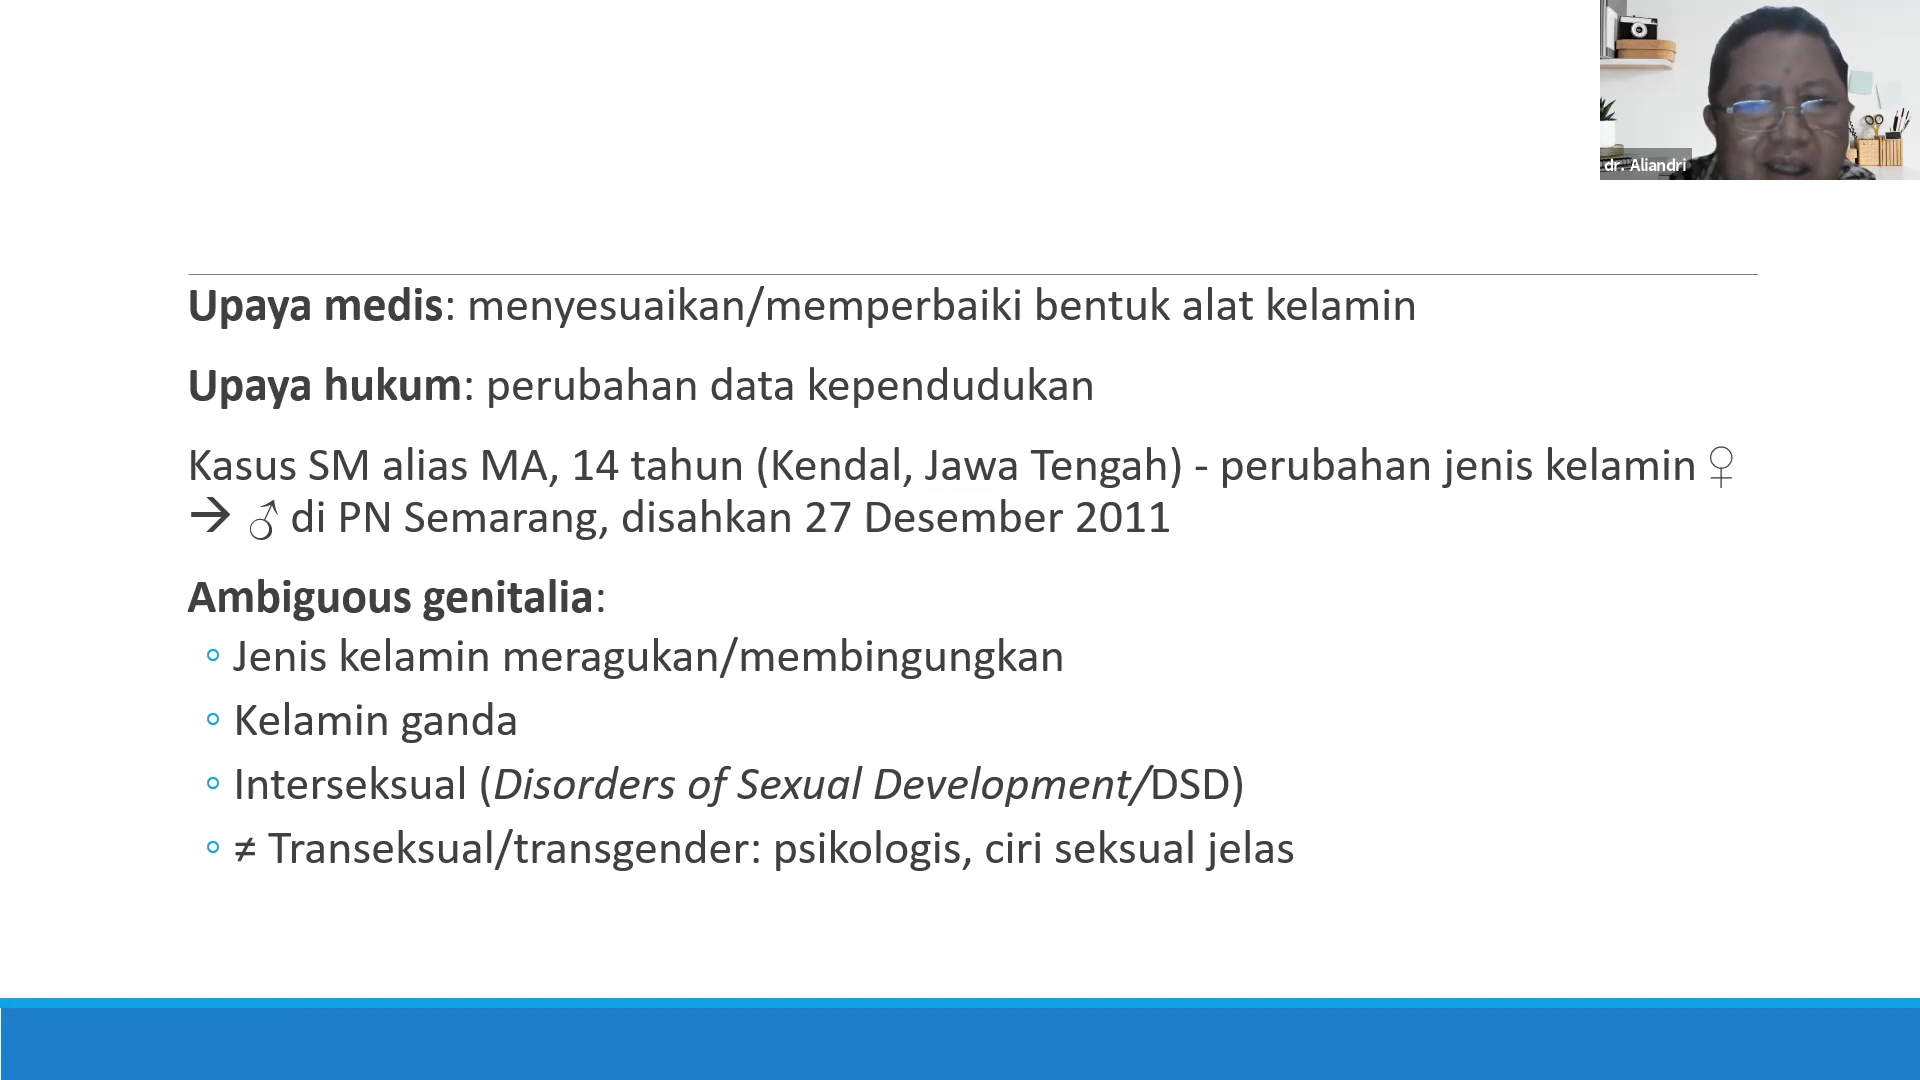 dr. Aliandri
Upaya medis: menyesuaikan/memperbaiki bentuk alat kelamin
Upaya hukum: perubahan data kependudukan
Kasus SM alias MA, 14 tahun (Kendal, Jawa Tengah) - perubahan jenis kelamin ♀
→ ♂ di PN Semarang, disahkan 27 Desember 2011
Ambiguous genitalia:
◦ Jenis kelamin meragukan/membingungkan
◦ Kelamin ganda
◦ Interseksual (Disorders of Sexual Development/DSD)
◦ ≠ Transeksual/transgender: psikologis, ciri seksual jelas